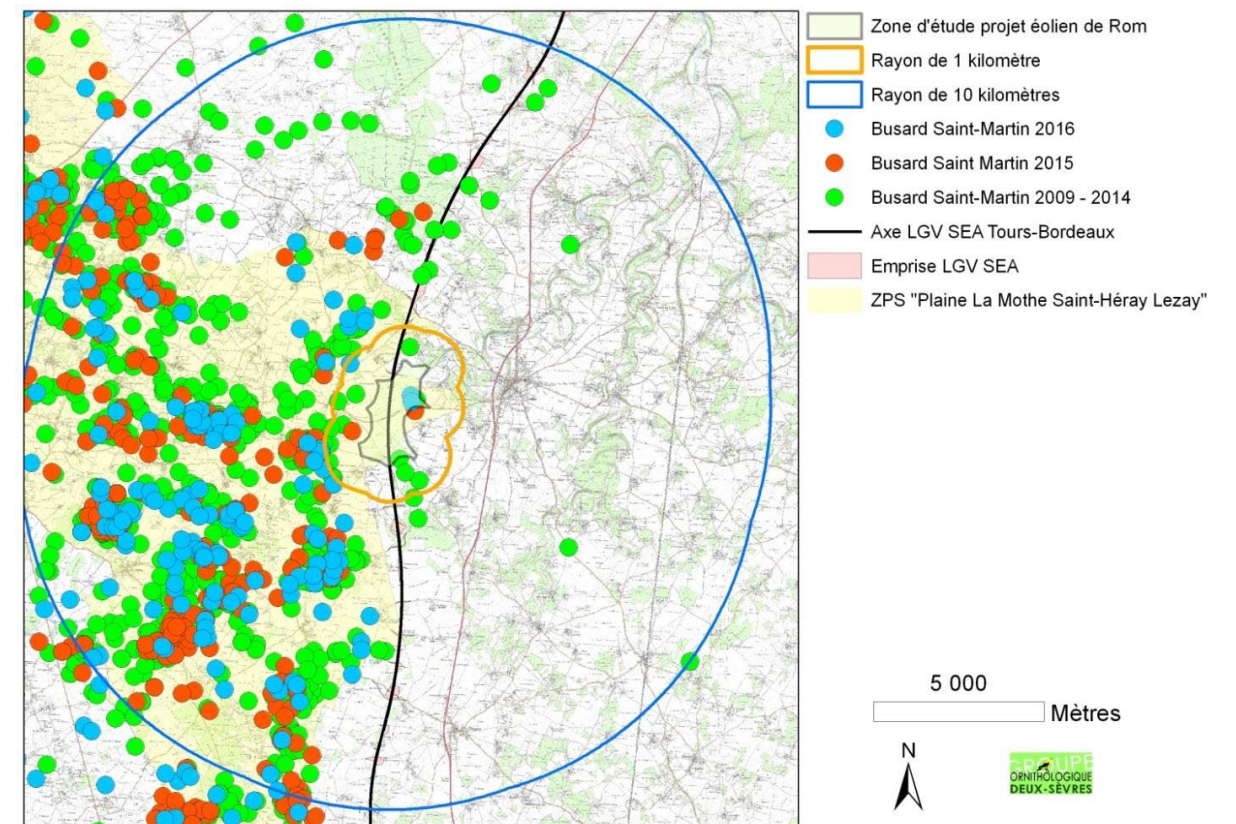 Zone d'étude projet éolien de Rom
Rayon de 1 kilomètre
Rayon de 10 kilomètres
Busard Saint-Martin 2016
Busard Saint Martin 2015
Busard Saint-Martin 2009 - 2014
Axe LGV SEA Tours-Bordeaux
Emprise LGV SEA
ZPS "Plaine La Mothe Saint-Héray Lezay"
5 000
Mètres
N
GROUPE
ORNITHOLOGIQUE
DEUX-SÈVRES